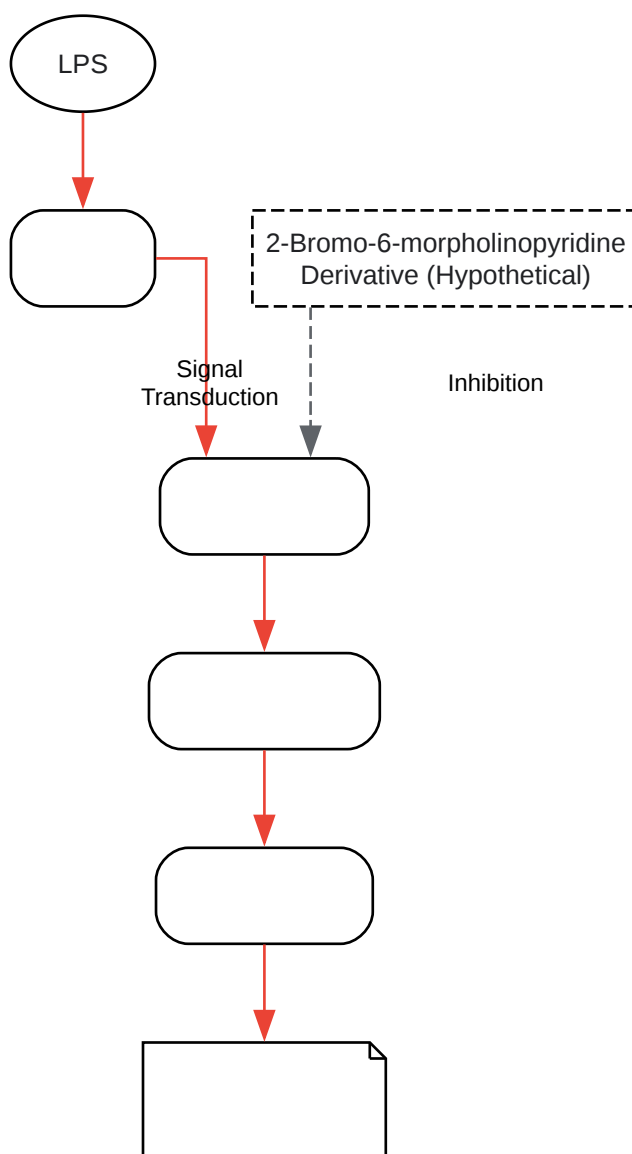 LPS
2-Bromo-6-morpholinopyridine
Derivative (Hypothetical)
Signal
Transduction
Inhibition